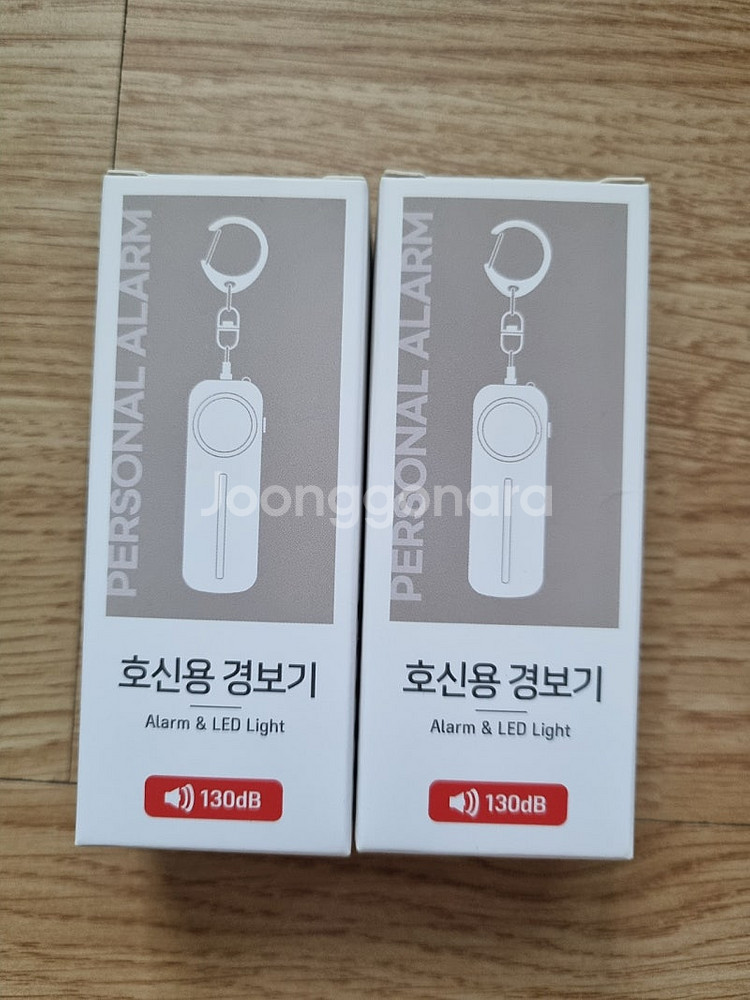 PERSONAL ALARM
호신용 경보기
Alarm & LED Light
130dB
PERSONAL ALARM
호신용 경보기
Alarm & LED Light
130dB
Joonggonara